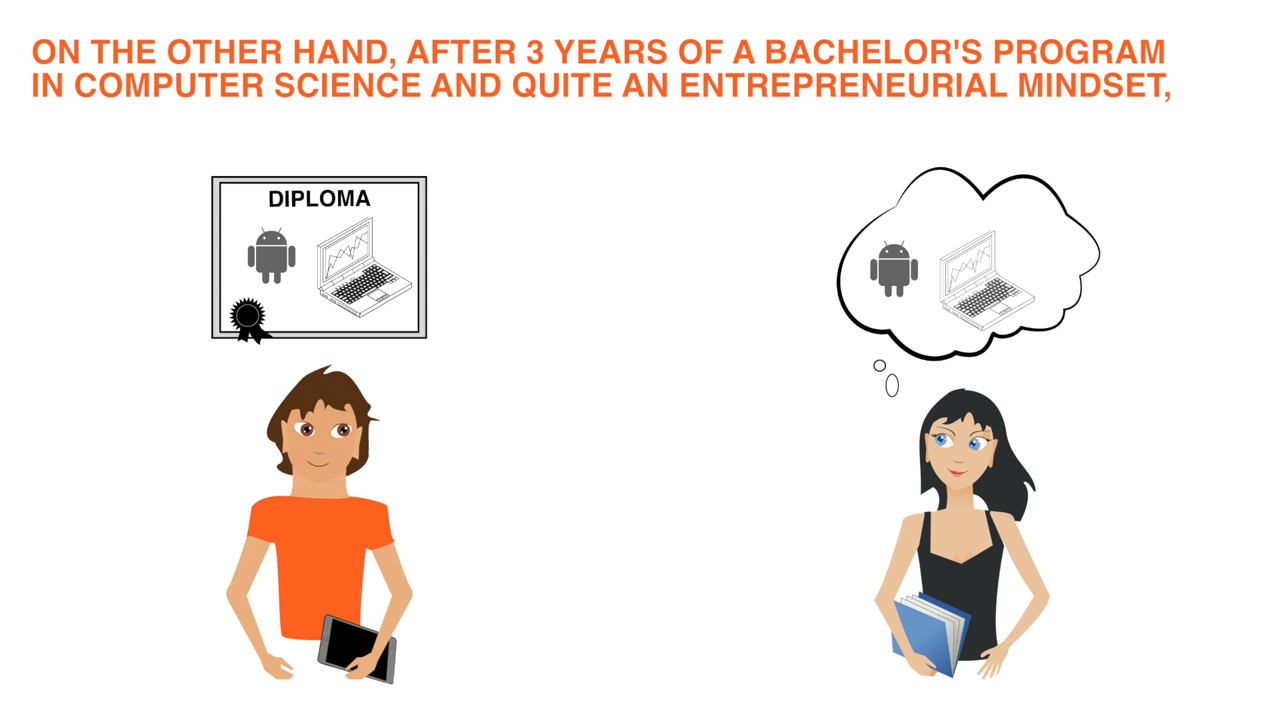 ON THE OTHER HAND, AFTER 3 YEARS OF A BACHELOR'S PROGRAM
IN COMPUTER SCIENCE AND QUITE AN ENTREPRENEURIAL MINDSET,
DIPLOMA